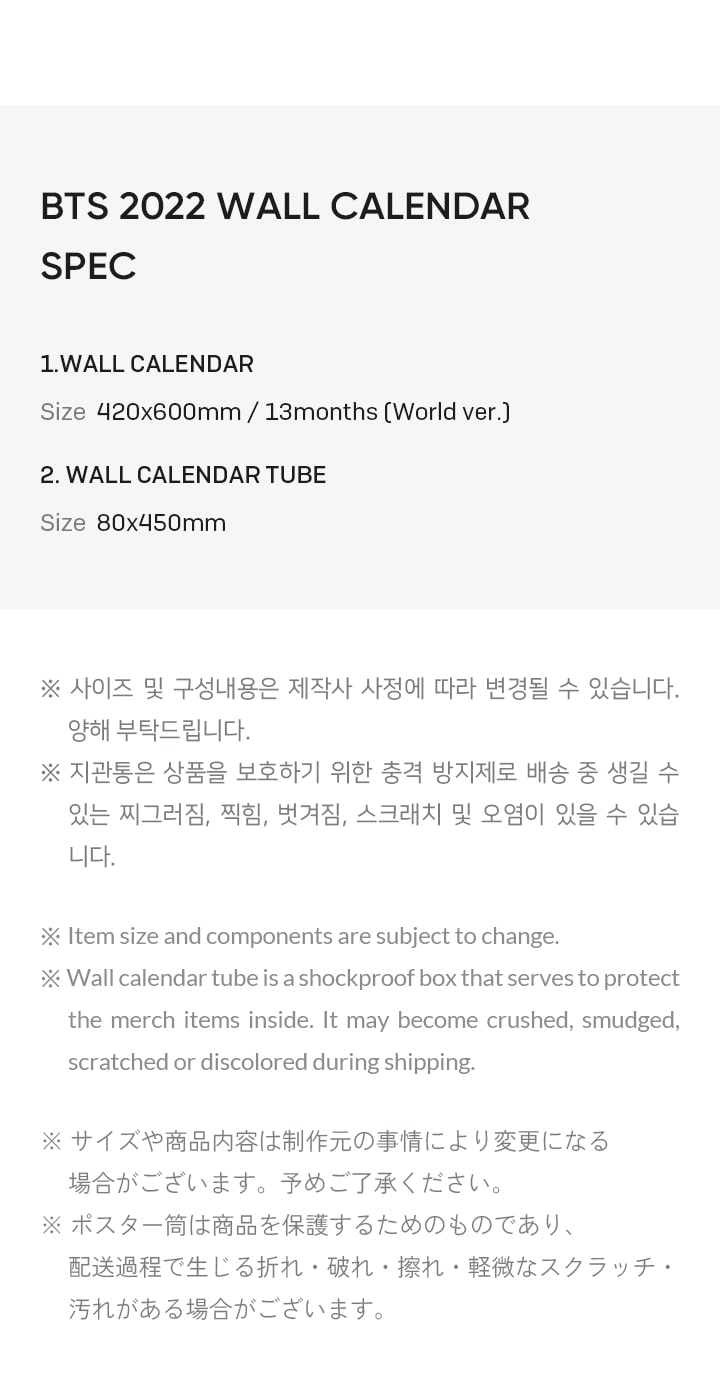 BTS 2022 WALL CALENDAR
SPEC
1.WALL CALENDAR
Size 420x600mm / 13months (World ver.)
2. WALL CALENDAR TUBE
Size 80x450mm
※ 사이즈 및 구성내용은 제작사 사정에 따라 변경될 수 있습니다.
양해 부탁드립니다.
※ 지관통은 상품을 보호하기 위한 충격 방지제로 배송 중 생길 수
있는 찌그러짐, 찍힘, 벗겨짐, 스크래치 및 오염이 있을 수 있습
니다.
※ Item size and components are subject to change.
※ Wall calendar tube is a shockproof box that serves to protect
the merch items inside. It may become crushed, smudged,
scratched or discolored during shipping.
※ サイズや商品内容は制作元の事情により変更になる
場合がございます。予めご了承ください。
※ ポスター筒は商品を保護するためのものであり、
配送過程で生じる折れ・破れ・擦れ・軽微なスクラッチ・
汚れがある場合がございます。